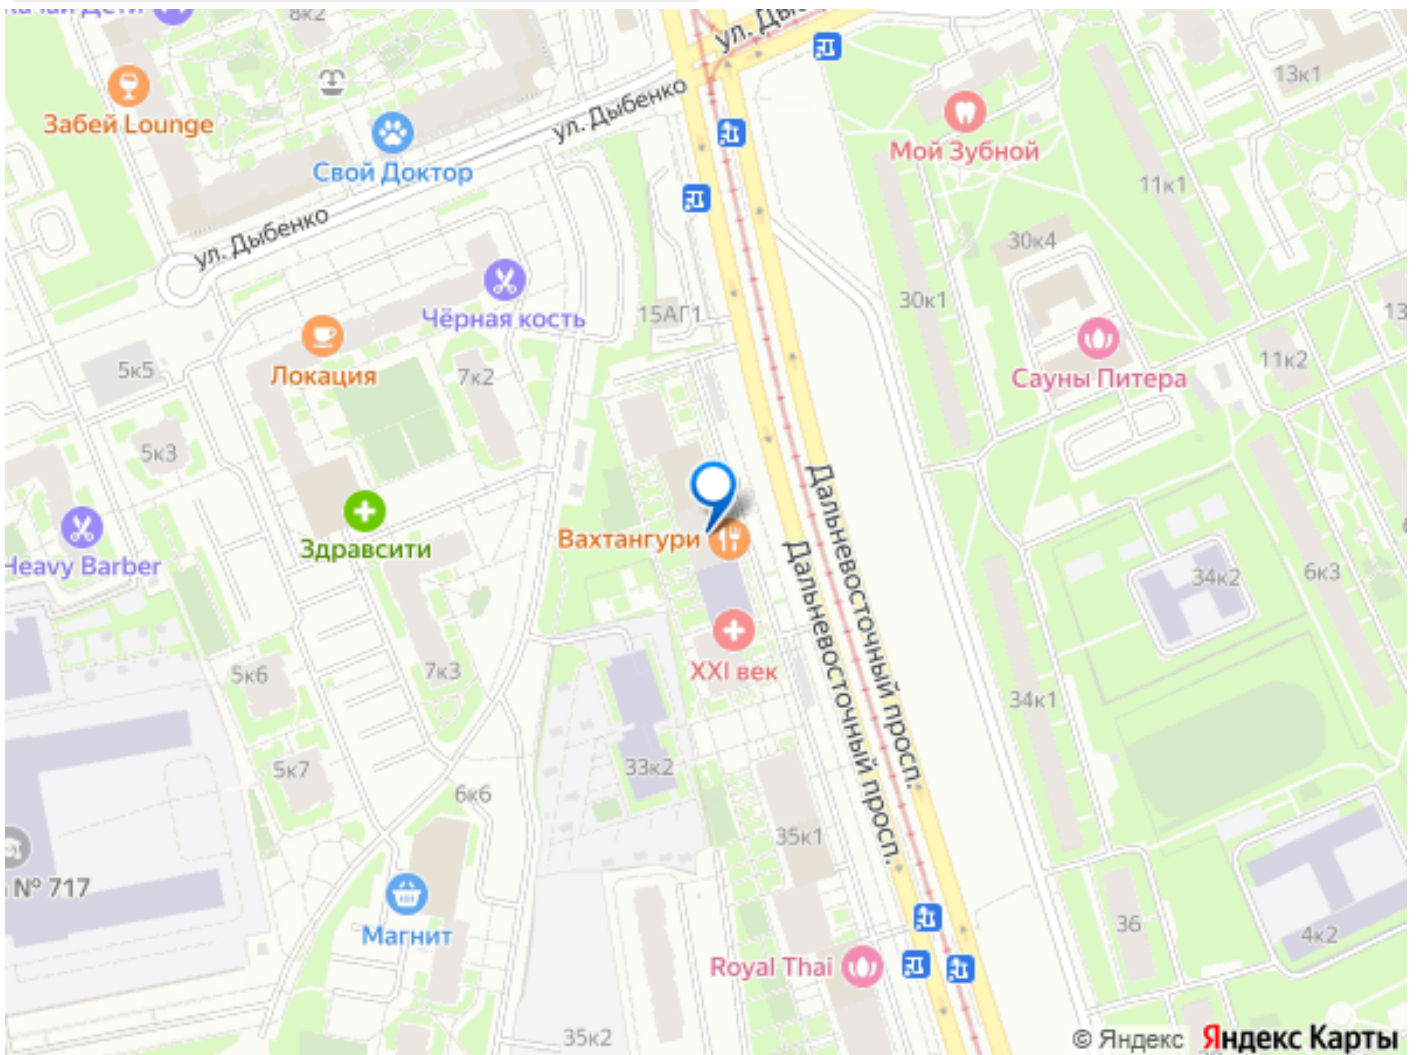 8к2
ул. Ды
13к1
Забей Lounge
ул. Дыбенко
Мой Зубной
Свой Доктор
11к1
ул. Дыбенко
30к4
30к1
Чёрная кость
15АГ1
13
5к5
Локация
7к2
Сауны Питера
11к2
5к3
Дальневосточный просп.
Дальневосточный просп.
Здравсити
Вахтангури
Heavy Barber
34к2
6к3
5к6
7к3
XXI век
34к1
5к7
33к2
6к6
35к1
№ 717
Магнит
36
4к2
Royal Thai
35к2
© Яндекс Яндекс Карты